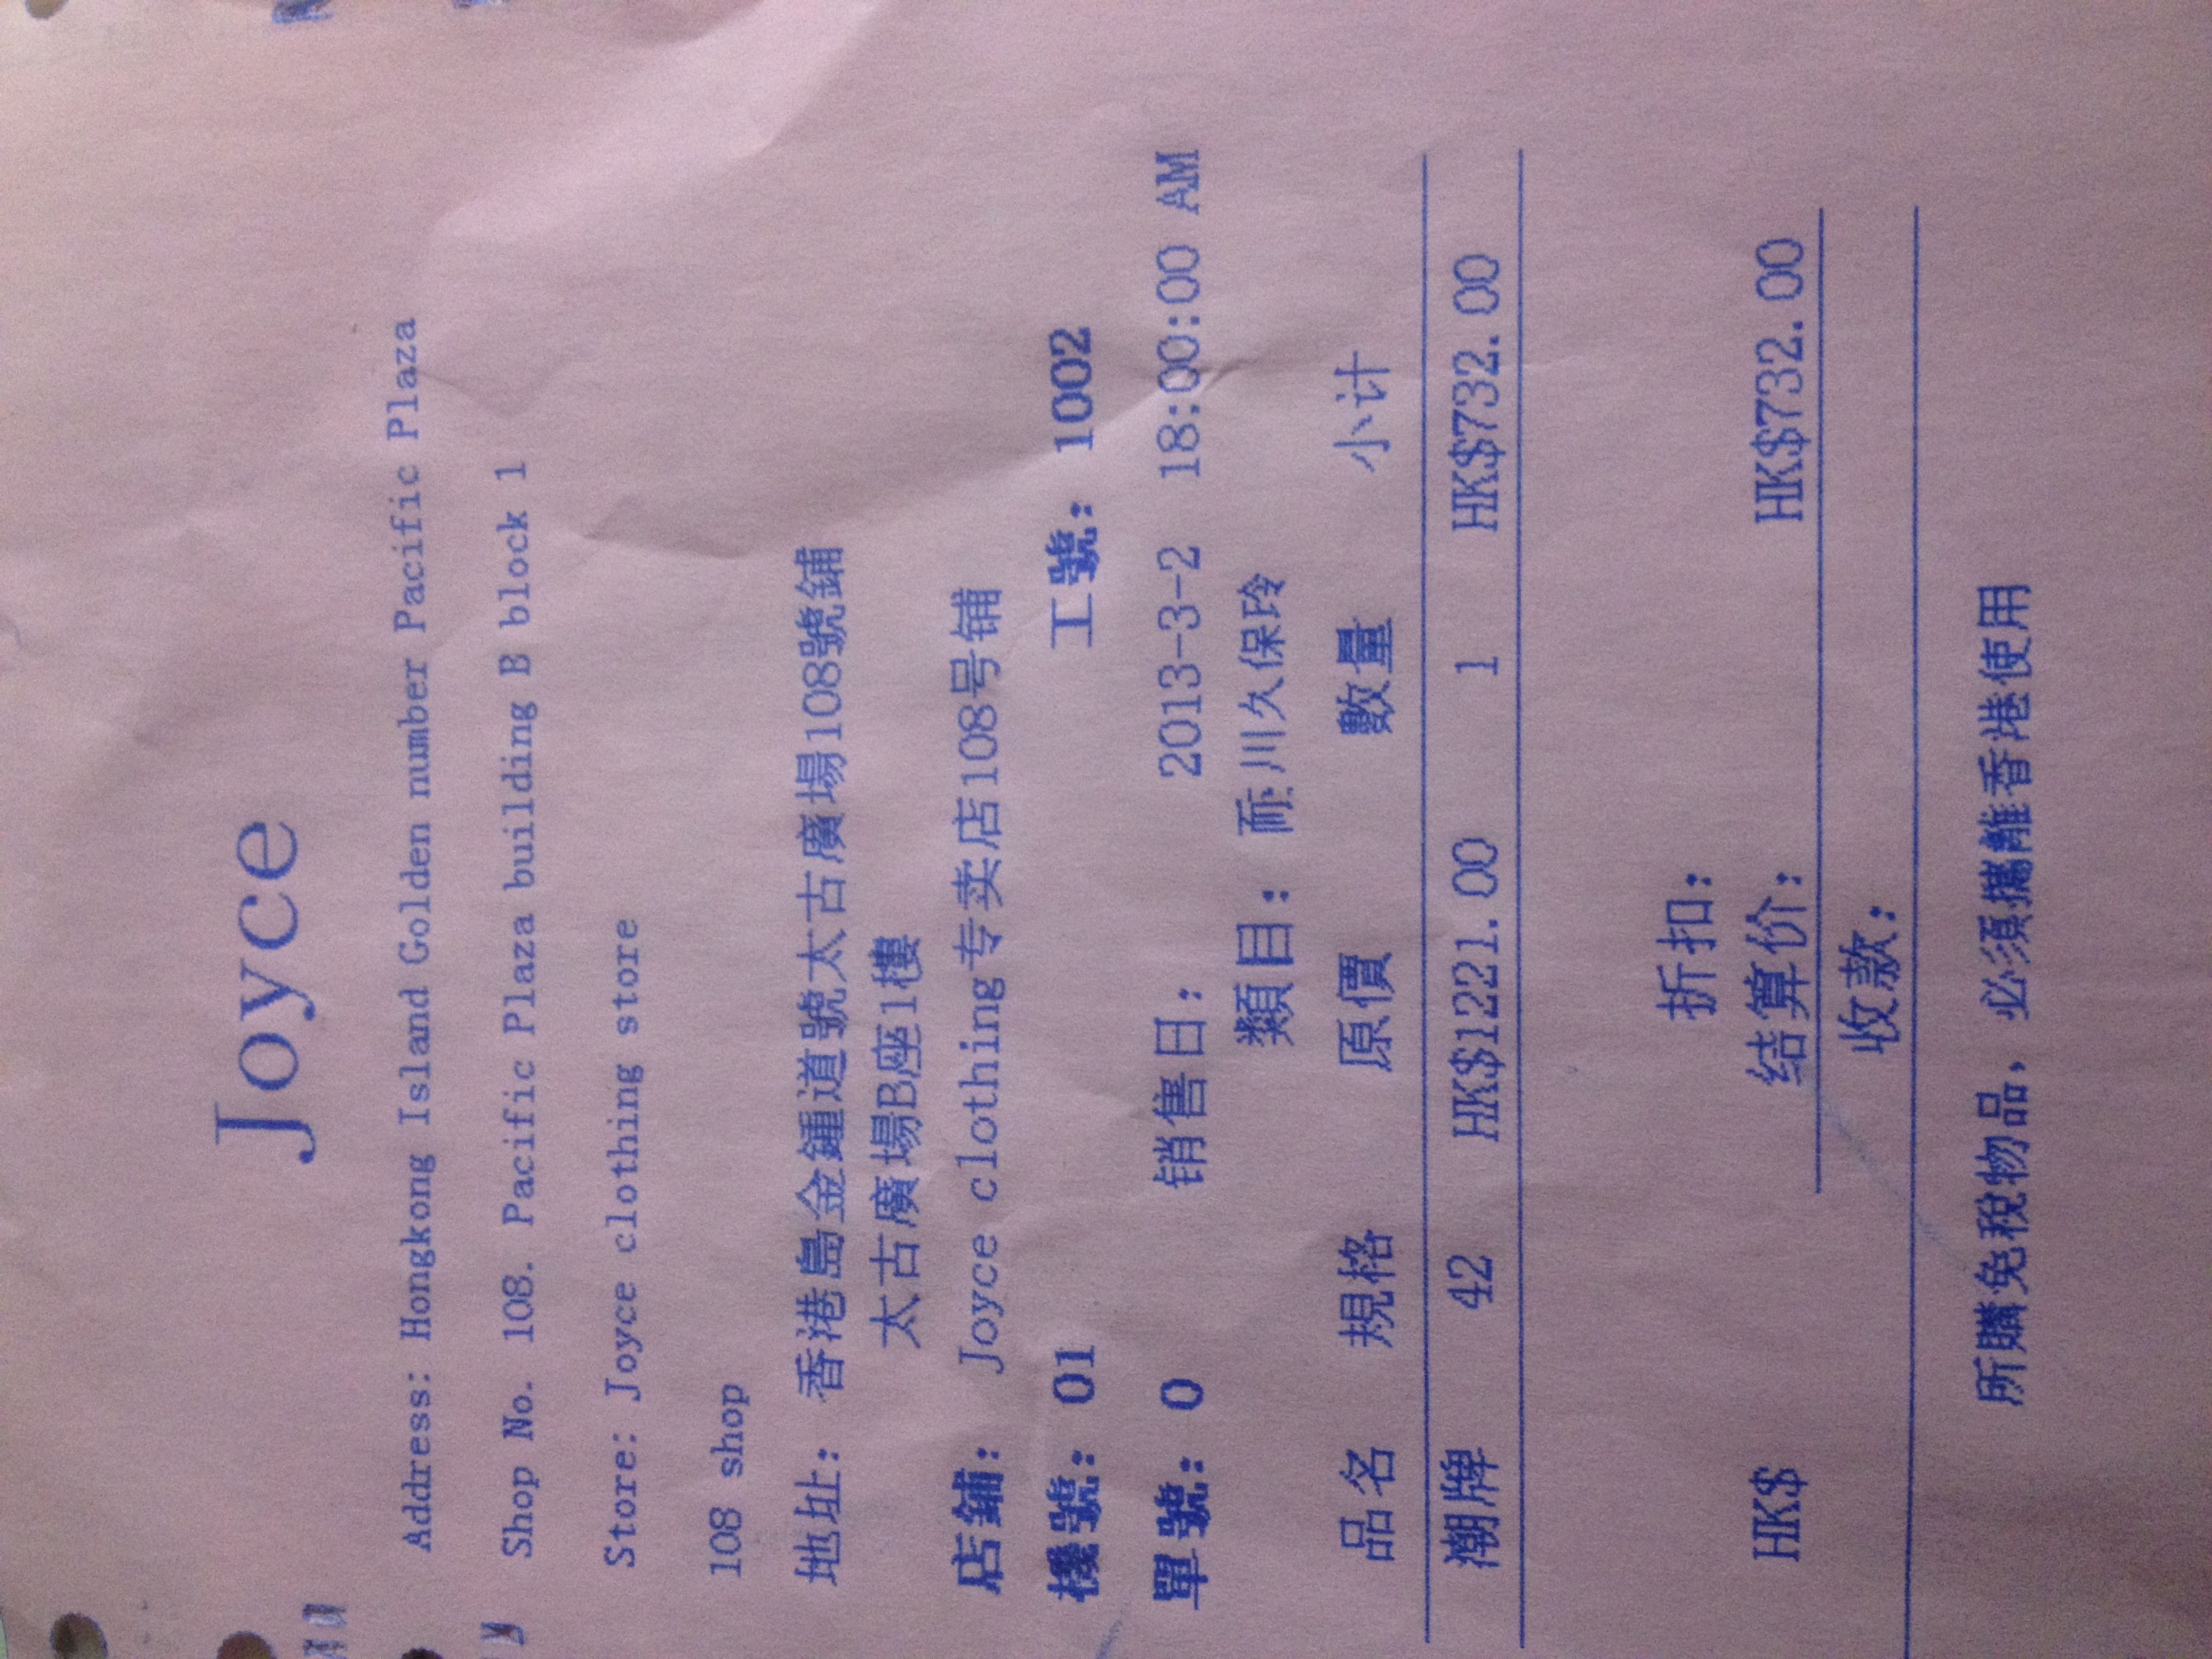 Joyce
Address: Hongkong Island Golden number Pacific Plaza
Shop No. 108. Pacific Plaza building B block 1
Store: Joyce clothing store
108 shop
地址: 香港島金鍾道號太古廣場108號鋪
太古廣場B座1樓
店鋪: Joyce clothing专卖店108号铺
機號: 01 工號: 1002
單號: 0 销售日: 2013-3-2 18:00:00 AM
類目: 耐川久保玲
品名 規格 原價 數量 小计
潮牌 42 HK$1221.00 1 HK$732.00
折扣:
HK$ 结算价: HK$732.00
收款:
所購免稅物品, 必須攜離香港使用